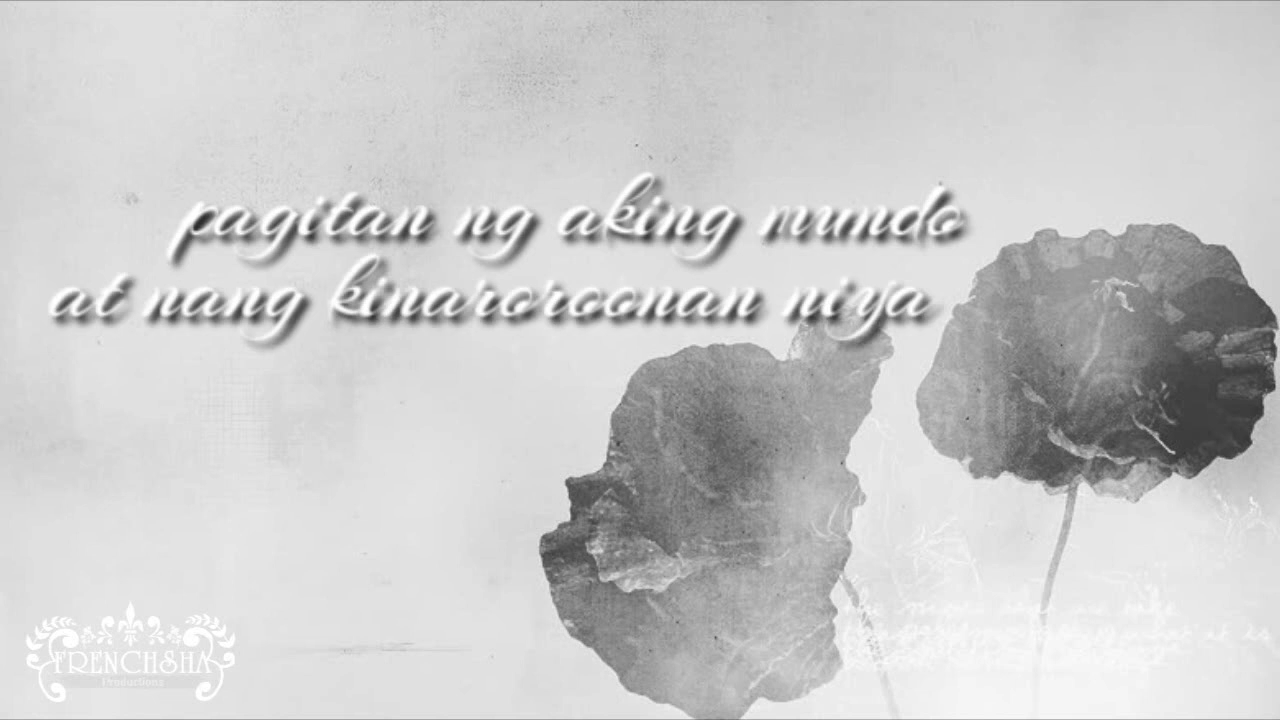 pagitan ng aking mundo
at nang kinaroroonan niya
FRENCHSHA
Productions